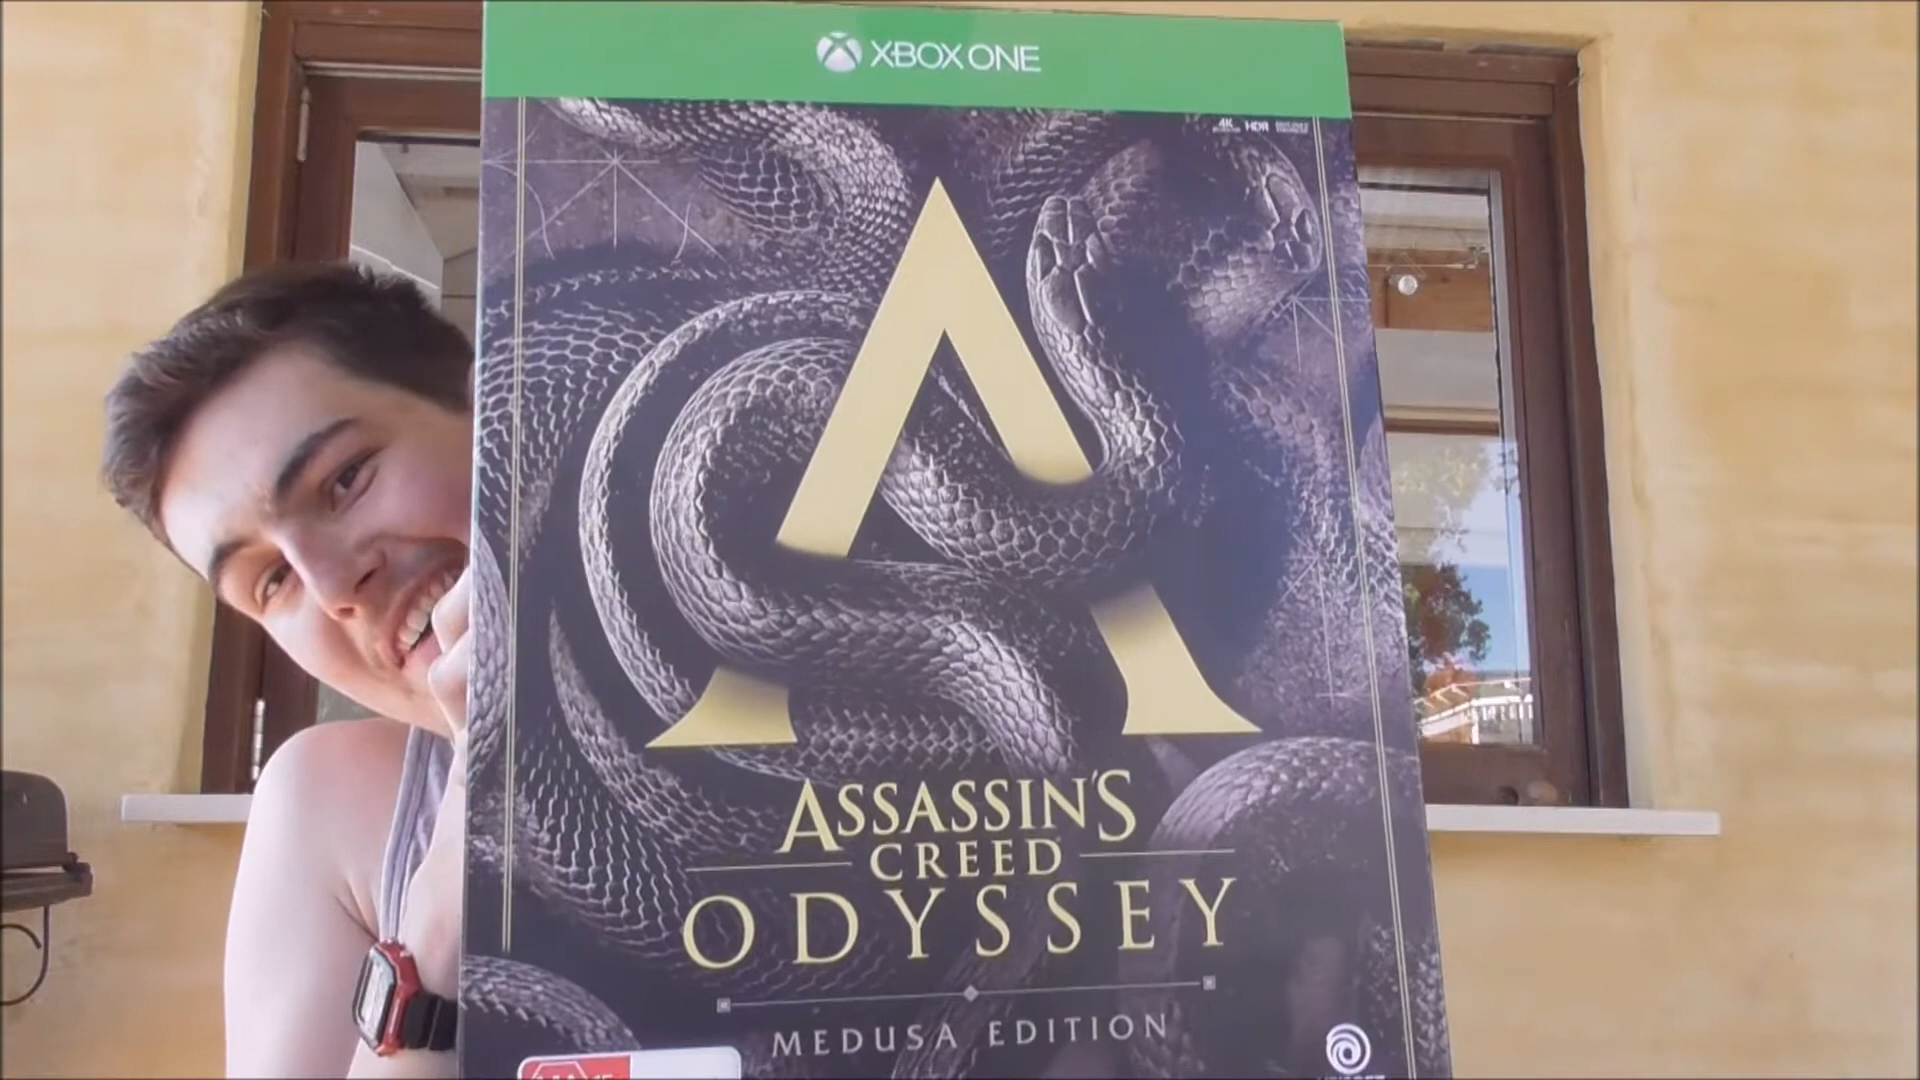 XBOX ONE
4K HDR
ASSASSIN'S
CREED
ODYSSEY
MEDUSA EDITION